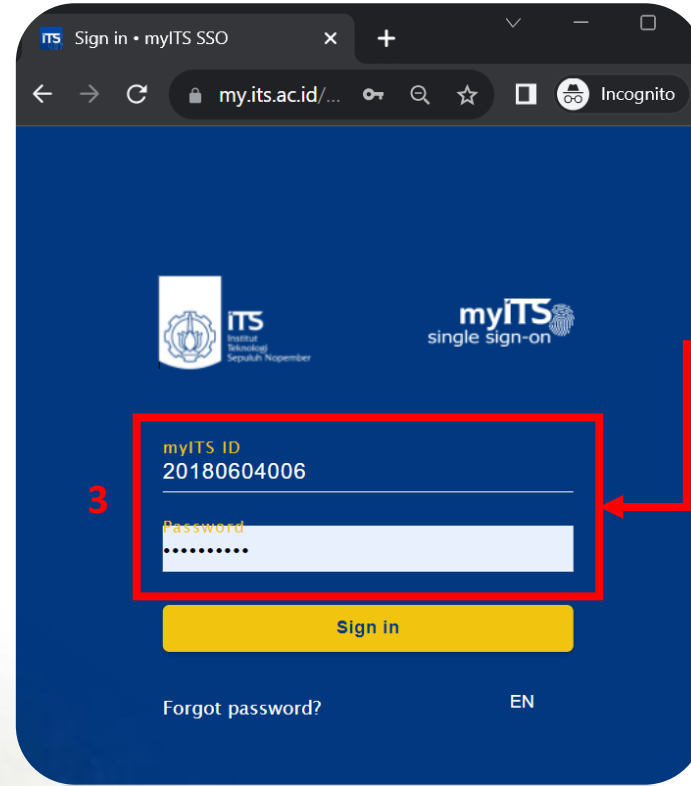 iTS Sign in • myITS SSO
my.its.ac.id/...
Incognito
iTS
Institut
Teknologi
Sepuluh Nopember
myITS
single sign-on
3
myITS ID
20180604006
Password
••••••••••
Sign in
Forgot password?
EN